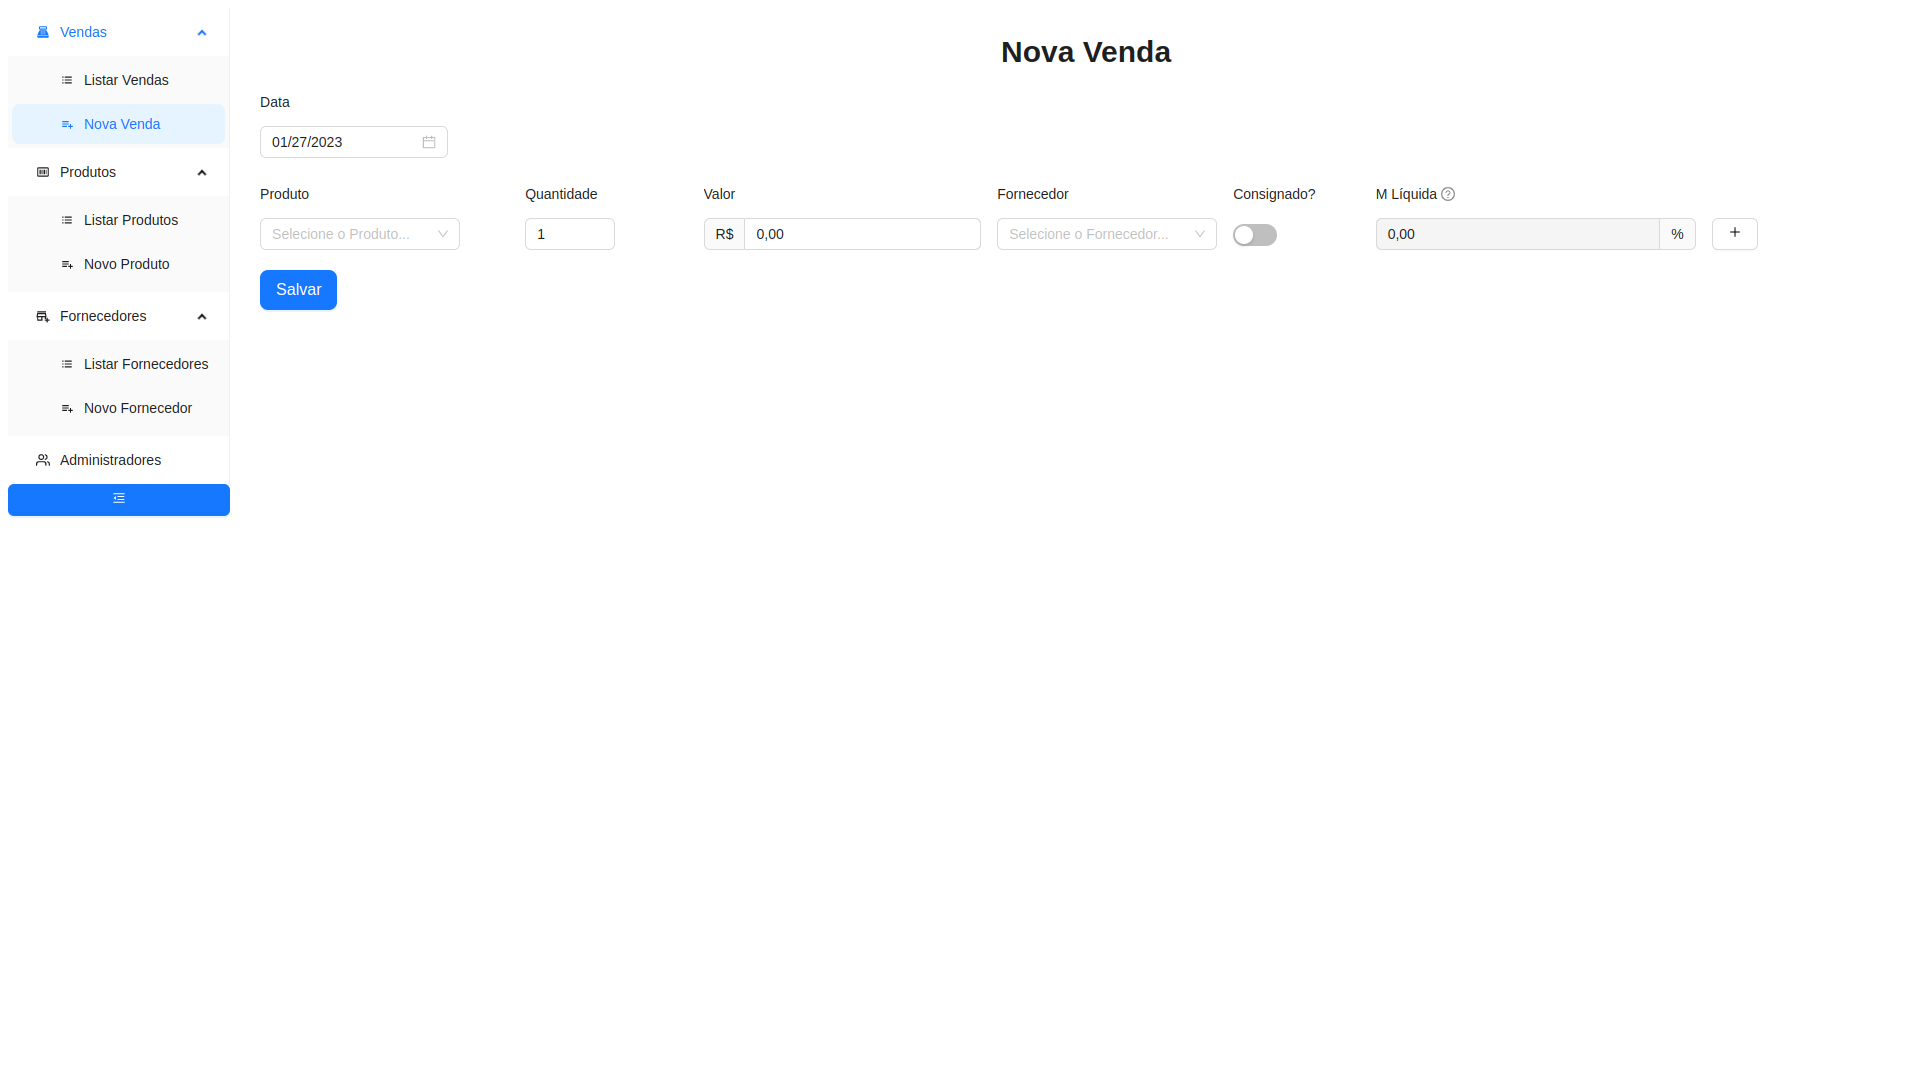 Vendas
Listar Vendas
Nova Venda
Produtos
Listar Produtos
Novo Produto
Fornecedores
Listar Fornecedores
Novo Fornecedor
Administradores
Nova Venda
Data
01/27/2023
Produto Quantidade Valor Fornecedor Consignado? M Líquida
Selecione o Produto... 1 R$ 0,00 Selecione o Fornecedor... 0,00 %
Salvar